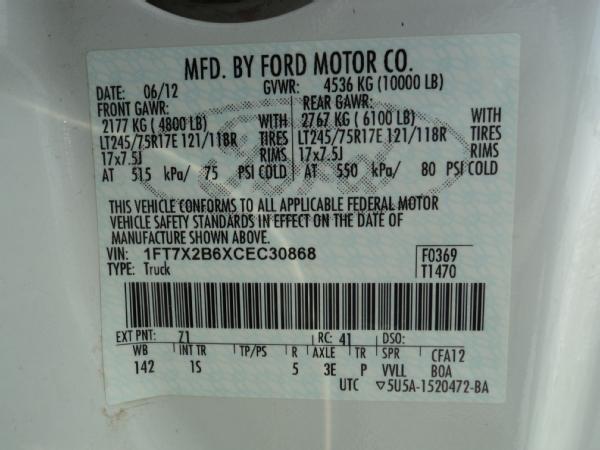 MFD. BY FORD MOTOR CO.
DATE: 06/12 GVWR: 4536 KG (10000 LB)
FRONT GAWR: REAR GAWR:
2177 KG ( 4800 LB) WITH 2767 KG ( 6100 LB) WITH
LT245/75R17E 121/118R TIRES LT245/75R17E 121/118R TIRES
17x7.5J RIMS 17x7.5J RIMS
AT 515 kPa/ 75 PSI COLD AT 550 kPa/ 80 PSI COLD
THIS VEHICLE CONFORMS TO ALL APPLICABLE FEDERAL MOTOR
VEHICLE SAFETY STANDARDS IN EFFECT ON THE DATE OF
MANUFACTURE SHOWN ABOVE.
VIN: 1FT7X2B6XCEC30868 F0369
TYPE: Truck T1470
EXT PNT: Z1 RC: 41 DSO:
WB INT TR TP/PS R AXLE TR SPR CFA12
142 1S 5 3E P VVLL BOA
UTC ▽5U5A-1520472-BA
Ford